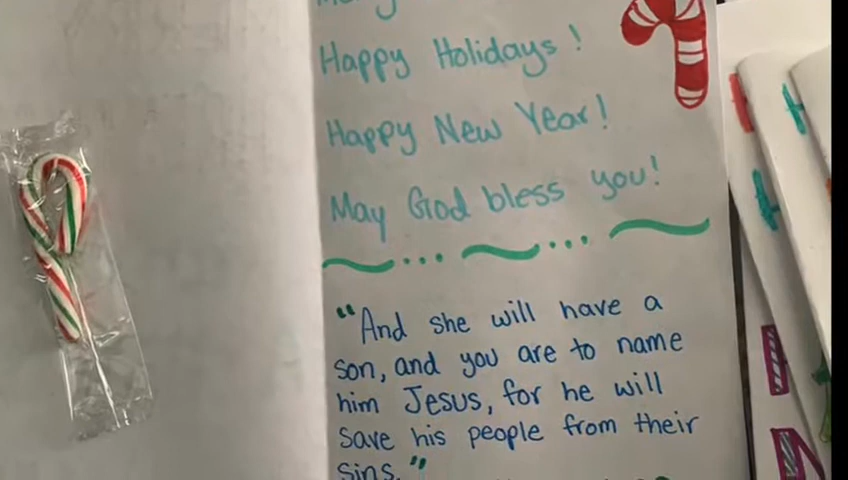 Happy Holidays!
Happy New Year!
May God bless you!
"And she will have a
son, and you are to name
him Jesus, for he will
save his people from their
sins."